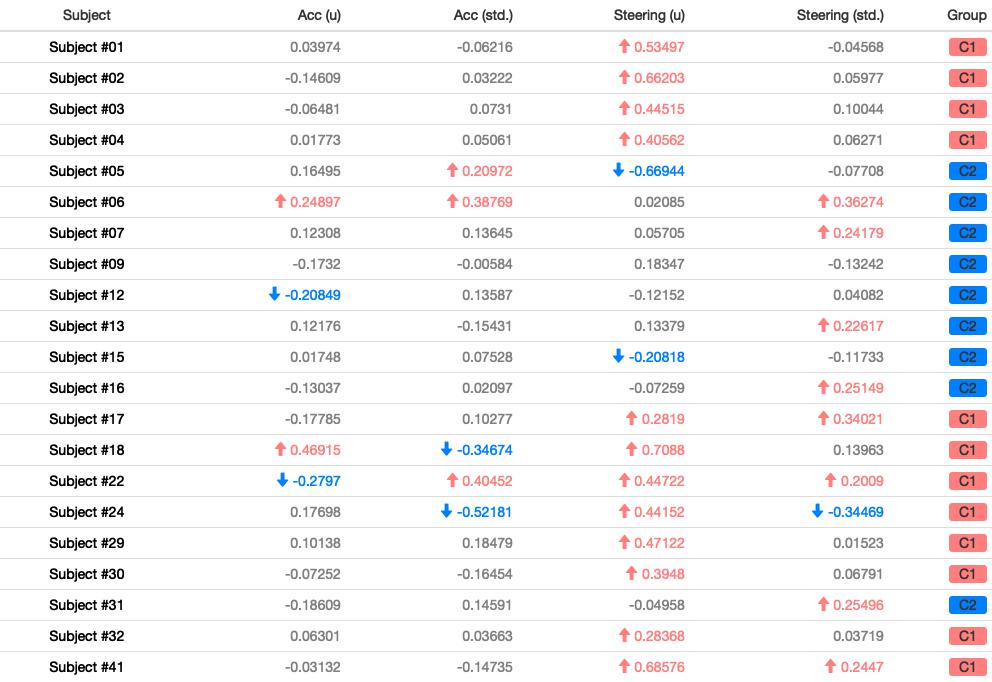 Subject Acc (u) Acc (std.) Steering (u) Steering (std.) Group
Subject #01 0.03974 -0.06216 0.53497 -0.04568 C1
Subject #02 -0.14609 0.03222 0.66203 0.05977 C1
Subject #03 -0.06481 0.0731 0.44515 0.10044 C1
Subject #04 0.01773 0.05061 0.40562 0.06271 C1
Subject #05 0.16495 0.20972 -0.66944 -0.07708 C2
Subject #06 0.24897 0.38769 0.02085 0.36274 C2
Subject #07 0.12308 0.13645 0.05705 0.24179 C2
Subject #09 -0.1732 -0.00584 0.18347 -0.13242 C2
Subject #12 -0.20849 0.13587 -0.12152 0.04082 C2
Subject #13 0.12176 -0.15431 0.13379 0.22617 C2
Subject #15 0.01748 0.07528 -0.20818 -0.11733 C2
Subject #16 -0.13037 0.02097 -0.07259 0.25149 C2
Subject #17 -0.17785 0.10277 0.2819 0.34021 C1
Subject #18 0.46915 -0.34674 0.7088 0.13963 C1
Subject #22 -0.2797 0.40452 0.44722 0.2009 C1
Subject #24 0.17698 -0.52181 0.44152 -0.34469 C1
Subject #29 0.10138 0.18479 0.47122 0.01523 C1
Subject #30 -0.07252 -0.16454 0.3948 0.06791 C1
Subject #31 -0.18609 0.14591 -0.04958 0.25496 C2
Subject #32 0.06301 0.03663 0.28368 0.03719 C1
Subject #41 -0.03132 -0.14735 0.68576 0.2447 C1